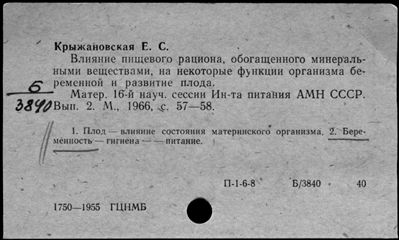 Крыжановская Е. С.
Влияние пищевого рациона, обогащенного минераль-
ными веществами, на некоторые функции организма бе-
ременной и развитие плода.
Б
3840
Матер. 16-й науч. сессии Ин-та питания АМН СССР.
Вып. 2. М., 1966, с. 57—58.
1. Плод — влияние состояния материнского организма. 2. Бере-
менность — гигиена — — питание.
П-1-6-8 Б/3840 40
1750—1955 ГЦНМБ